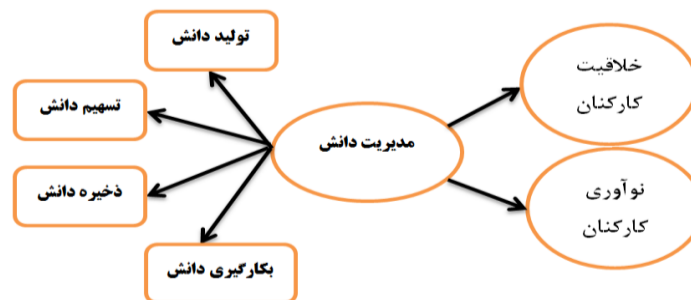 تولید دانش
تسهیم دانش
ذخیره دانش
بکارگیری دانش
مدیریت دانش
خلاقیت
کارکنان
نوآوری
کارکنان